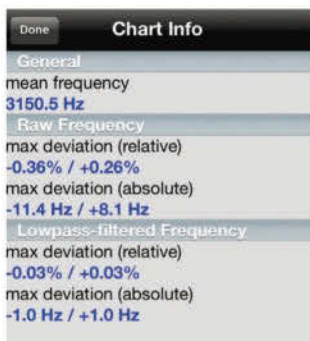 Done
Chart Info
General
mean frequency
3150.5 Hz
Raw Frequency
max deviation (relative)
-0.36% / +0.26%
max deviation (absolute)
-11.4 Hz / +8.1 Hz
Lowpass-filtered Frequency
max deviation (relative)
-0.03% / +0.03%
max deviation (absolute)
-1.0 Hz / +1.0 Hz